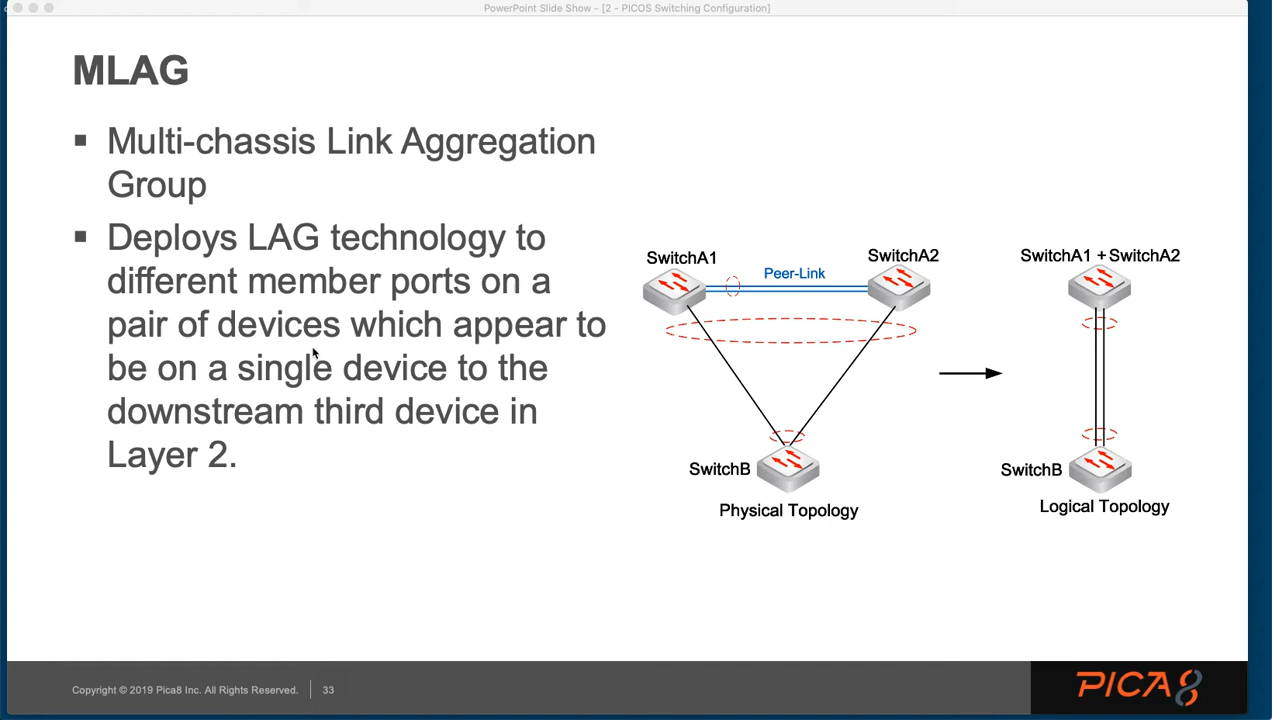 PowerPoint Slide Show - [2 - PICOS Switching Configuration]
MLAG
Multi-chassis Link Aggregation
Group
Deploys LAG technology to
different member ports on a
pair of devices which appear to
be on a single device to the
downstream third device in
Layer 2.
SwitchA1
Peer-Link
SwitchA2
SwitchB
Physical Topology
SwitchA1 + SwitchA2
SwitchB
Logical Topology
Copyright © 2019 Pica8 Inc. All Rights Reserved.
33
PICA8